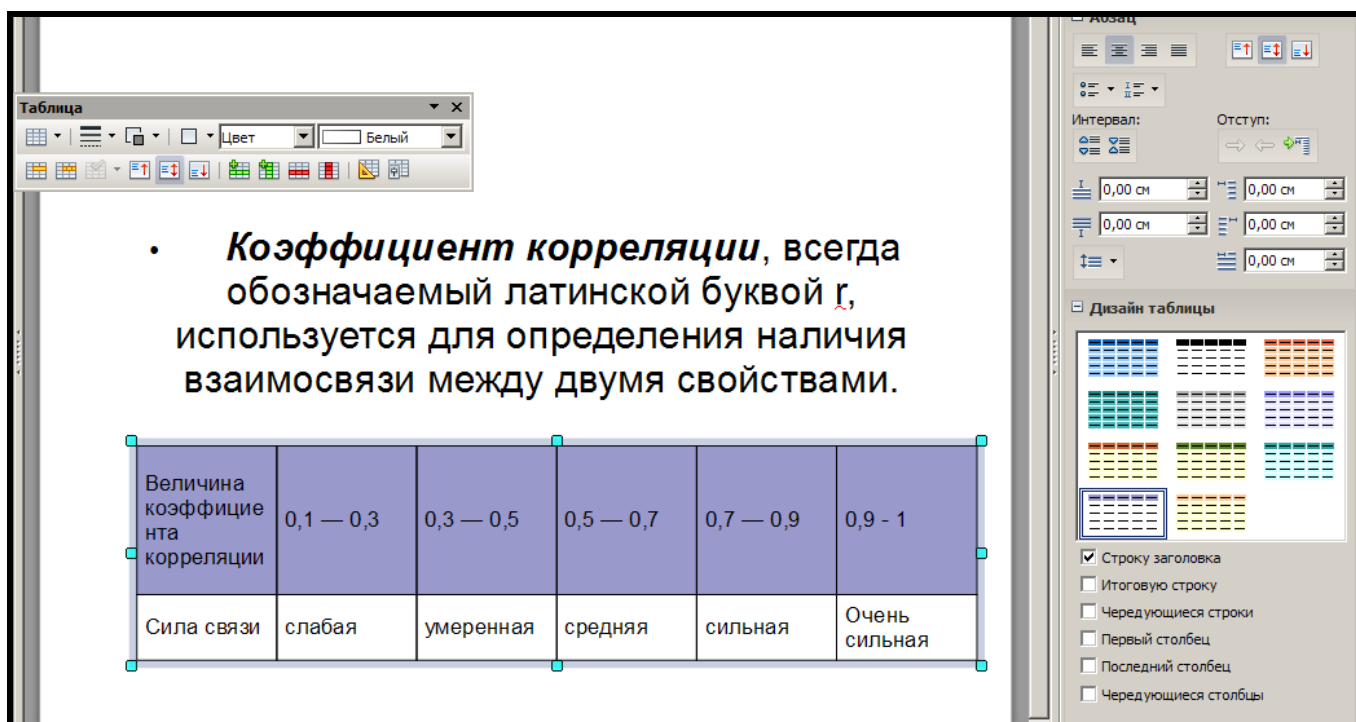 Абзац
Таблица
Цвет
Белый
Интервал:
Отступ:
0,00 см
0,00 см
0,00 см
0,00 см
0,00 см
• Коэффициент корреляции, всегда
обозначаемый латинской буквой r,
используется для определения наличия
взаимосвязи между двумя свойствами.
Величина
коэффицие
нта
корреляции
0,1 — 0,3
0,3 — 0,5
0,5 — 0,7
0,7 — 0,9
0,9 - 1
Сила связи
слабая
умеренная
средняя
сильная
Очень
сильная
Дизайн таблицы
Строку заголовка
Итоговую строку
Чередующиеся строки
Первый столбец
Последний столбец
Чередующиеся столбцы